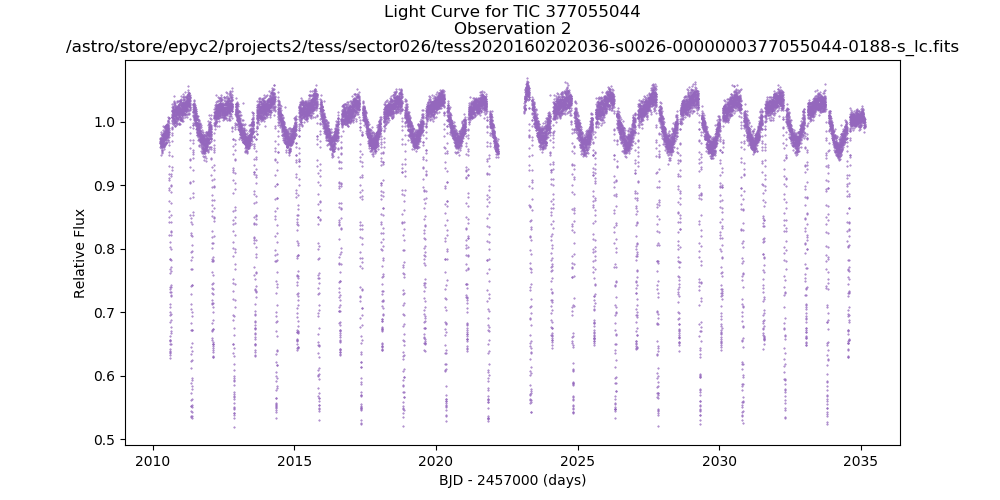 Light Curve for TIC 377055044
Observation 2
/astro/store/epyc2/projects2/tess/sector026/tess2020160202036-s0026-0000000377055044-0188-s_lc.fits
1.0
0.9
0.8
0.7
0.6
0.5
Relative Flux
2010 2015 2020 2025 2030 2035
BJD - 2457000 (days)